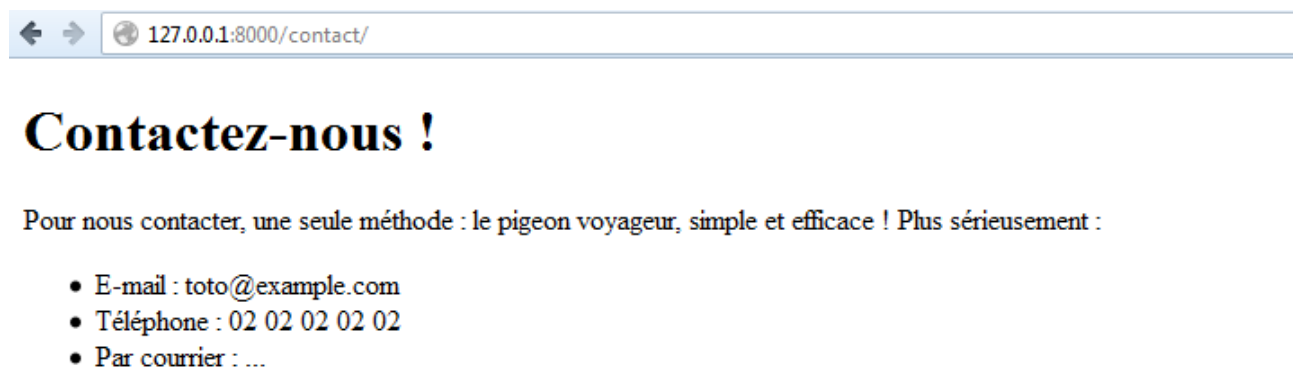 127.0.0.1:8000/contact/
Contactez-nous !
Pour nous contacter, une seule méthode : le pigeon voyageur, simple et efficace ! Plus sérieusement :
• E-mail : toto@example.com
• Téléphone : 02 02 02 02 02
• Par courrier : ...